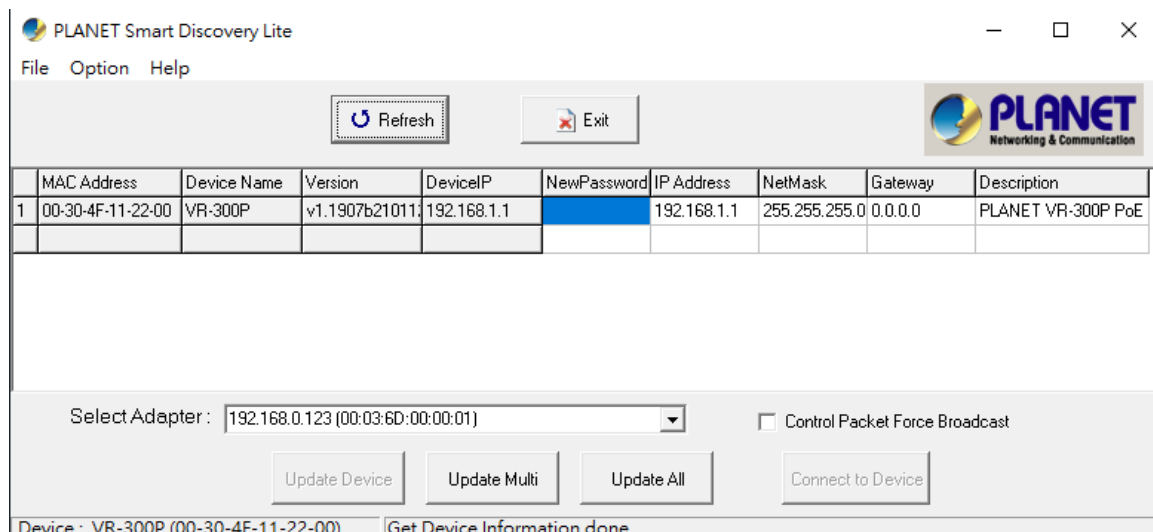 PLANET Smart Discovery Lite
File Option Help
Refresh Exit PLANET
Networking & Communication
MAC Address Device Name Version DeviceIP NewPassword IP Address NetMask Gateway Description
1 00-30-4F-11-22-00 VR-300P v1.1907b21011 192.168.1.1 192.168.1.1 255.255.255.0 0.0.0.0 PLANET VR-300P PoE
Select Adapter : 192.168.0.123 (00:03:6D:00:00:01) Control Packet Force Broadcast
Update Device Update Multi Update All Connect to Device
Device : VR-300P (00-30-4F-11-22-00) Get Device Information done.